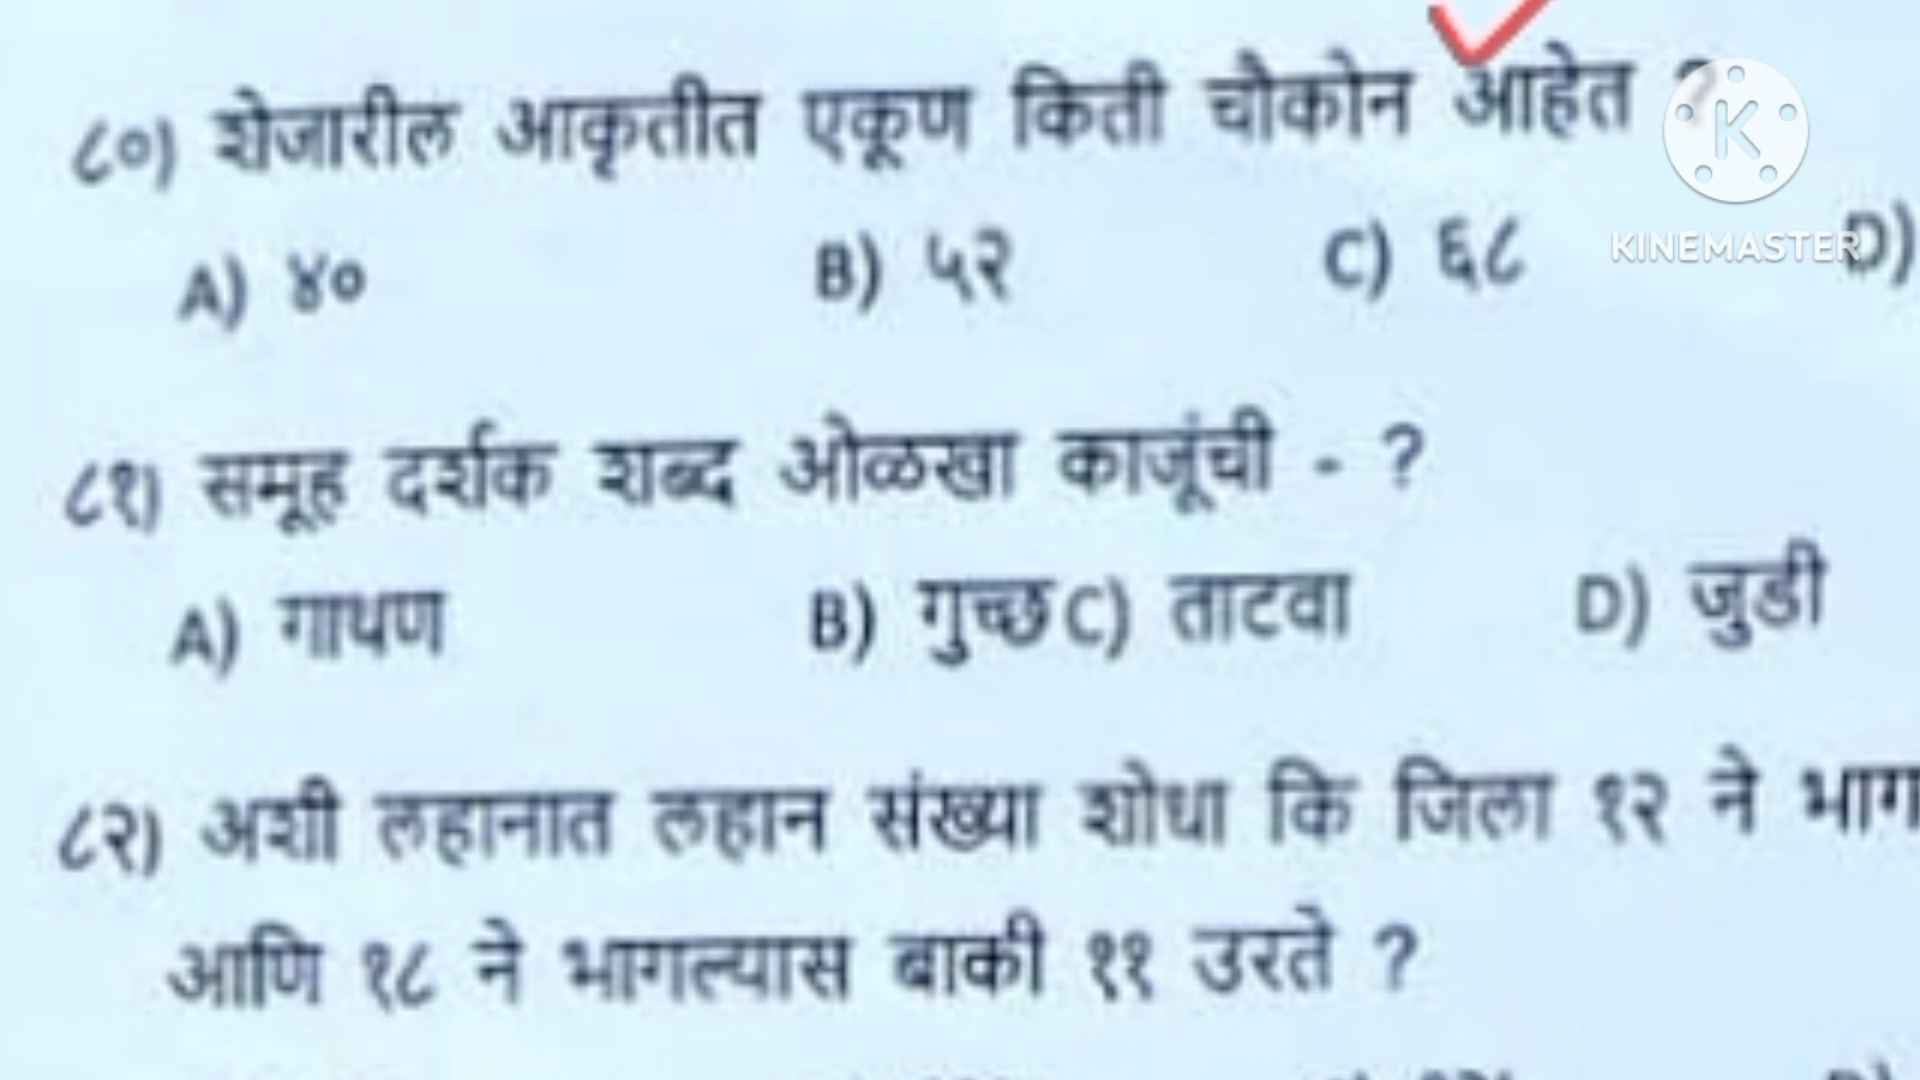 ८०) शेजारील आकृतीत एकूण किती चौकोन आहेत ?
A) ४० B) ५२ C) ६८ D)
KINEMASTER
८१) समूह दर्शक शब्द ओळखा काजूंची - ?
A) गाथण B) गुच्छ C) ताटवा D) जुडी
८२) अशी लहानात लहान संख्या शोधा कि जिला १२ ने भाग
आणि १८ ने भागल्यास बाकी ११ उरते ?